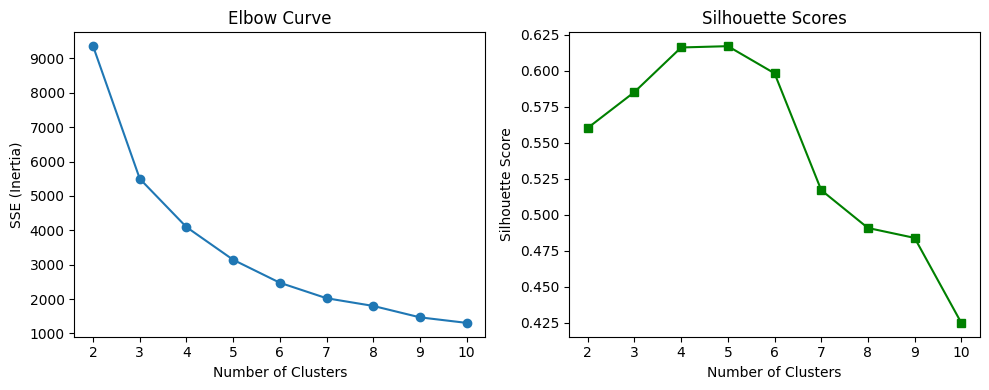 Elbow Curve
9000
8000
7000
6000
5000
4000
3000
2000
1000
SSE (Inertia)
2 3 4 5 6 7 8 9 10
Number of Clusters
Silhouette Scores
0.625
0.600
0.575
0.550
0.525
0.500
0.475
0.450
0.425
Silhouette Score
2 3 4 5 6 7 8 9 10
Number of Clusters